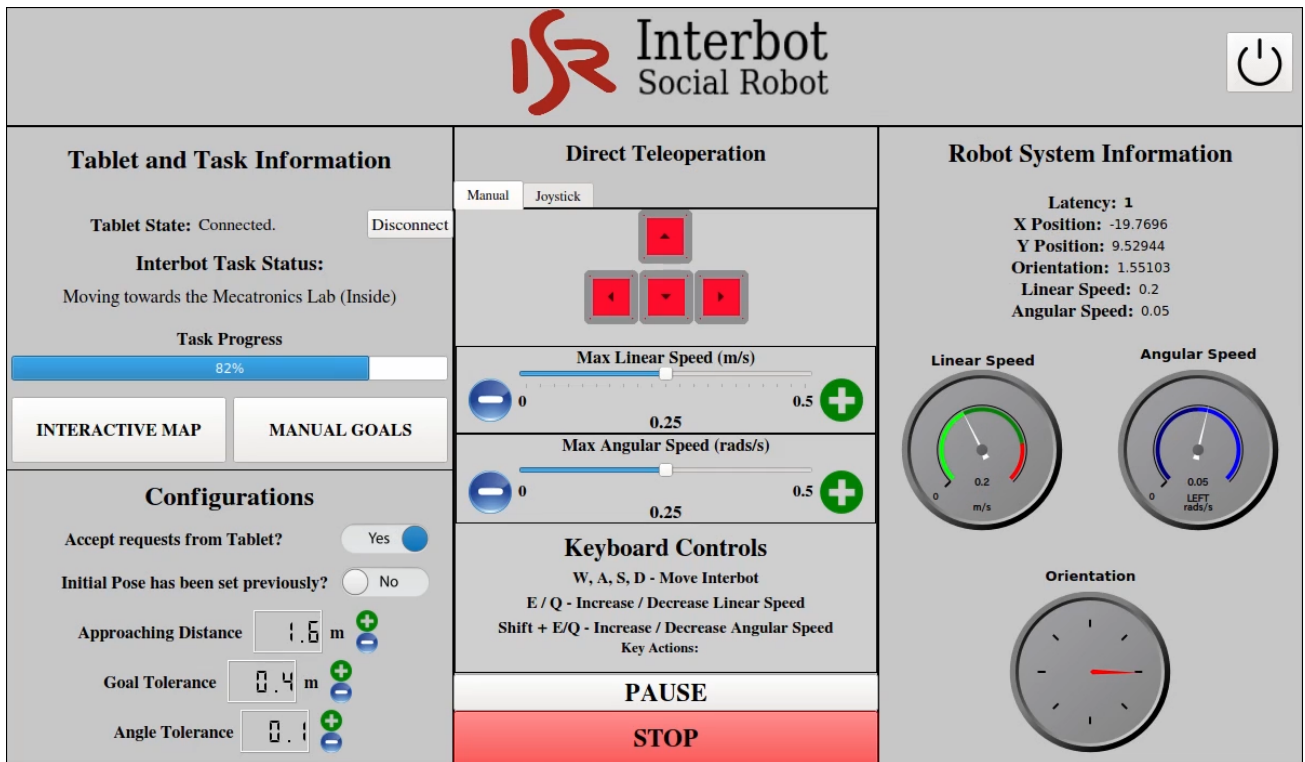 ISR Interbot
Social Robot
Tablet and Task Information
Tablet State: Connected.
Disconnect
Interbot Task Status:
Moving towards the Mecatronics Lab (Inside)
Task Progress
82%
INTERACTIVE MAP
MANUAL GOALS
Configurations
Accept requests from Tablet? Yes
Initial Pose has been set previously? No
Approaching Distance 1.6 m
Goal Tolerance 0.4 m
Angle Tolerance 0.1
Direct Teleoperation
Manual Joystick
Max Linear Speed (m/s)
0 0.5
0.25
Max Angular Speed (rads/s)
0 0.5
0.25
Keyboard Controls
W, A, S, D - Move Interbot
E / Q - Increase / Decrease Linear Speed
Shift + E/Q - Increase / Decrease Angular Speed
Key Actions:
PAUSE
STOP
Robot System Information
Latency: 1
X Position: -19.7696
Y Position: 9.52944
Orientation: 1.55103
Linear Speed: 0.2
Angular Speed: 0.05
Linear Speed
0.2
0
m/s
Angular Speed
0.05
0
LEFT
rads/s
Orientation